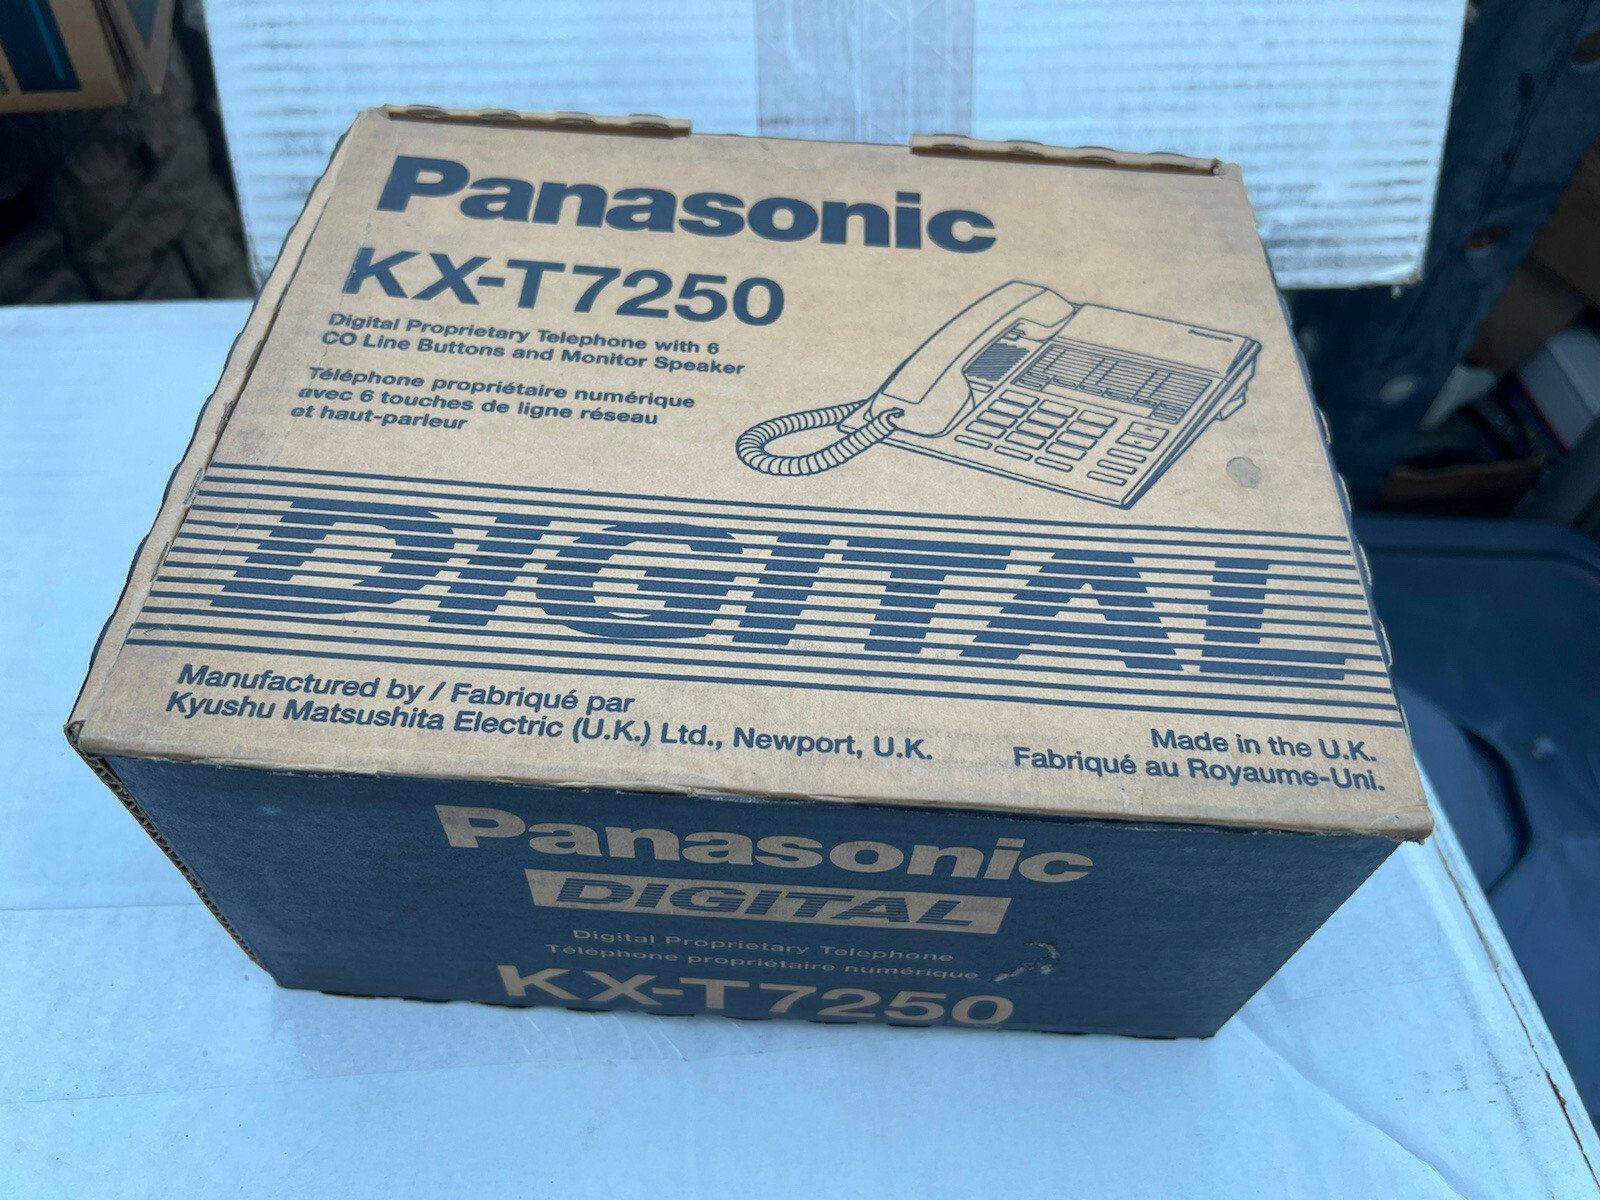 Panasonic
KX-T7250
Digital Proprietary Telephone with 6
CO Line Buttons and Monitor Speaker
Téléphone propriétaire numérique
avec 6 touches de ligne réseau
et haut-parleur
DIGITAL
Manufactured by / Fabriqué par
Kyushu Matsushita Electric (U.K.) Ltd., Newport, U.K.
Made in the U.K.
Fabriqué au Royaume-Uni.
Panasonic
DIGITAL
Digital Proprietary Telephone
Téléphone propriétaire numérique
KX-T7250